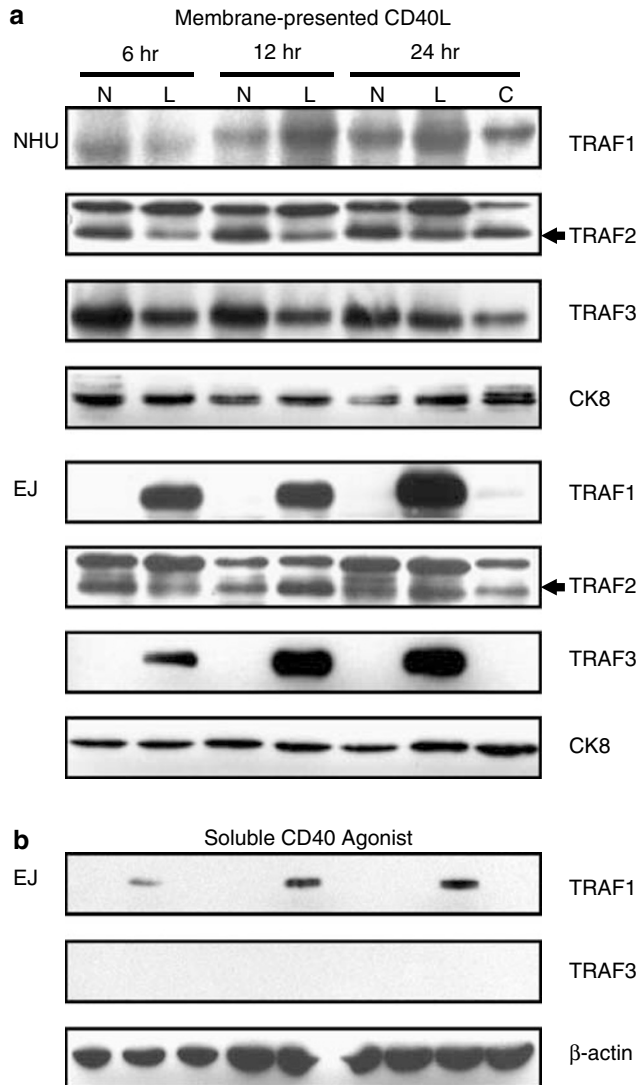 a Membrane-presented CD40L
6 hr 12 hr 24 hr
N L N L N L C
NHU TRAF1
TRAF2
TRAF3
CK8
EJ TRAF1
TRAF2
TRAF3
CK8
b Soluble CD40 Agonist
EJ TRAF1
TRAF3
β-actin